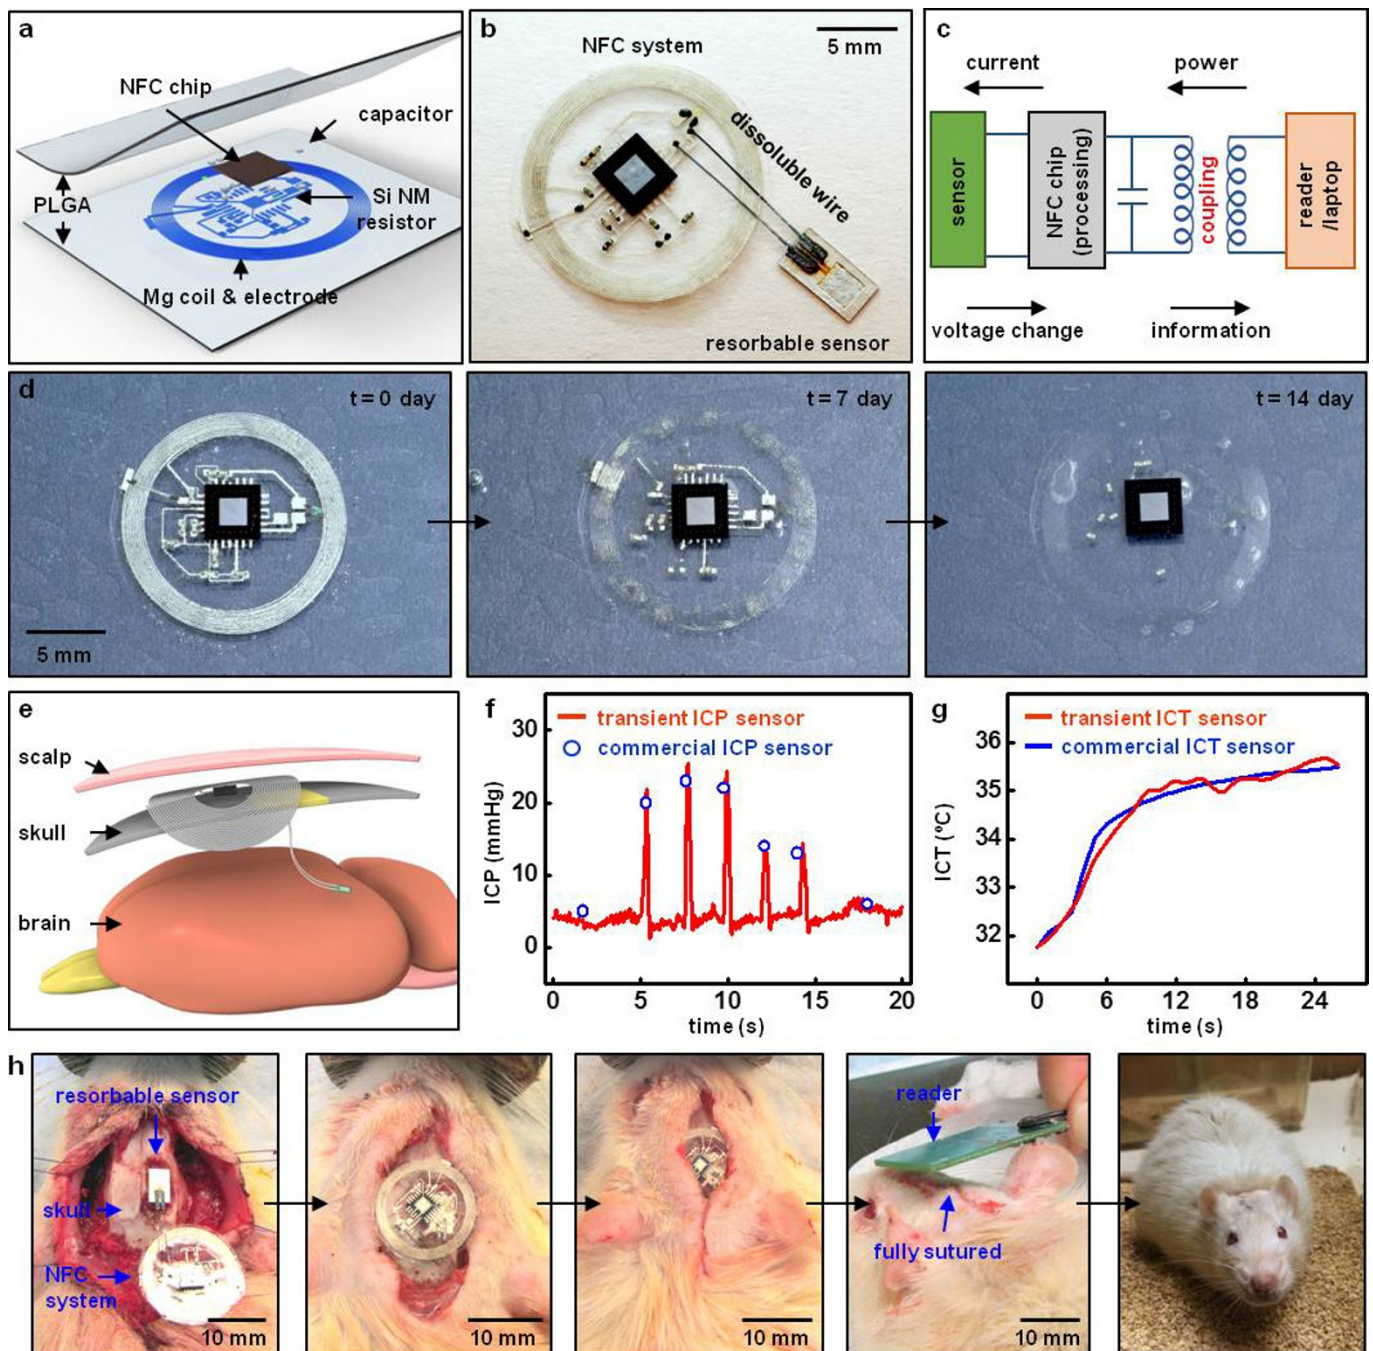 a
NFC chip
capacitor
PLGA
Si NM
resistor
Mg coil & electrode
b
NFC system
5 mm
dissoluble wire
resorbable sensor
c
current
power
sensor
NFC chip
(processing)
coupling
reader
/laptop
voltage change
information
d
t = 0 day
5 mm
t = 7 day
t = 14 day
e
scalp
skull
brain
f
transient ICP sensor
commercial ICP sensor
ICP (mmHg)
30
20
10
0
0 5 10 15 20
time (s)
g
transient ICT sensor
commercial ICT sensor
ICT (ºC)
36
35
34
33
32
0 6 12 18 24
time (s)
h
resorbable sensor
skull
NFC
system
10 mm
10 mm
10 mm
reader
fully sutured
10 mm